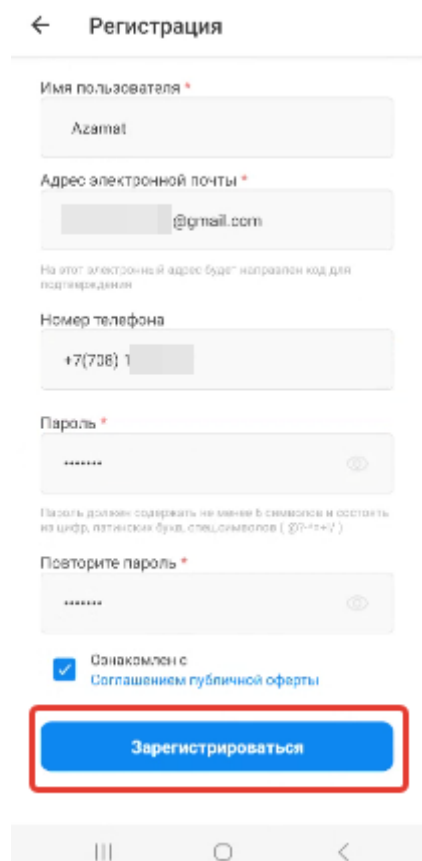 Регистрация
Имя пользователя *
Azamat
Адрес электронной почты *
@gmail.com
На этот электронный адрес будет направлен код для
подтверждения
Номер телефона
+7(708) 1
Пароль *
•••••••
Пароль должен содержать не менее 6 символов и состоять
из цифр, латинских букв, спец.символов
Повторите пароль *
•••••••
Ознакомлен с
Соглашением публичной оферты
Зарегистрироваться